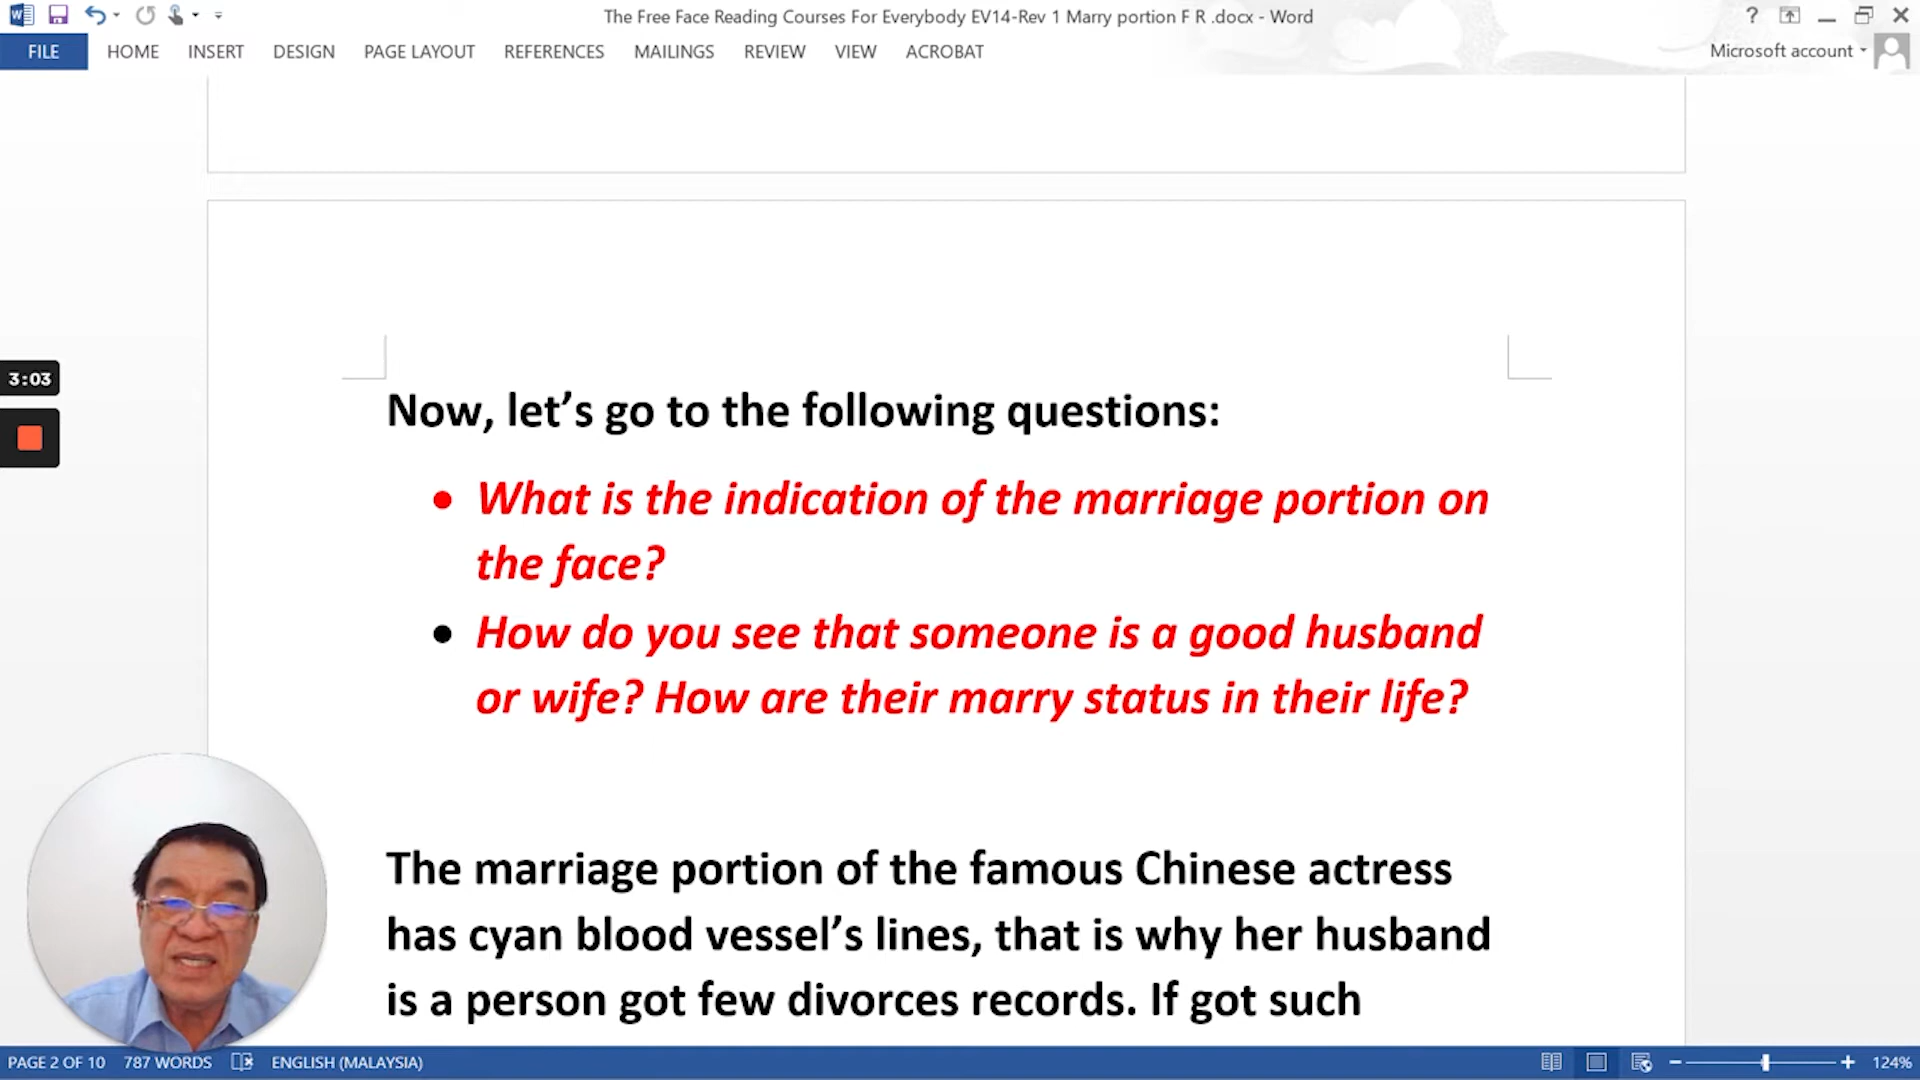 The Free Face Reading Courses For Everybody EV14-Rev 1 Marry portion F R .docx - Word
?
FILE HOME INSERT DESIGN PAGE LAYOUT REFERENCES MAILINGS REVIEW VIEW ACROBAT Microsoft account
3:03
Now, let’s go to the following questions:
• What is the indication of the marriage portion on
the face?
• How do you see that someone is a good husband
or wife? How are their marry status in their life?
The marriage portion of the famous Chinese actress
has cyan blood vessel’s lines, that is why her husband
is a person got few divorces records. If got such
PAGE 2 OF 10 787 WORDS ENGLISH (MALAYSIA) 124%